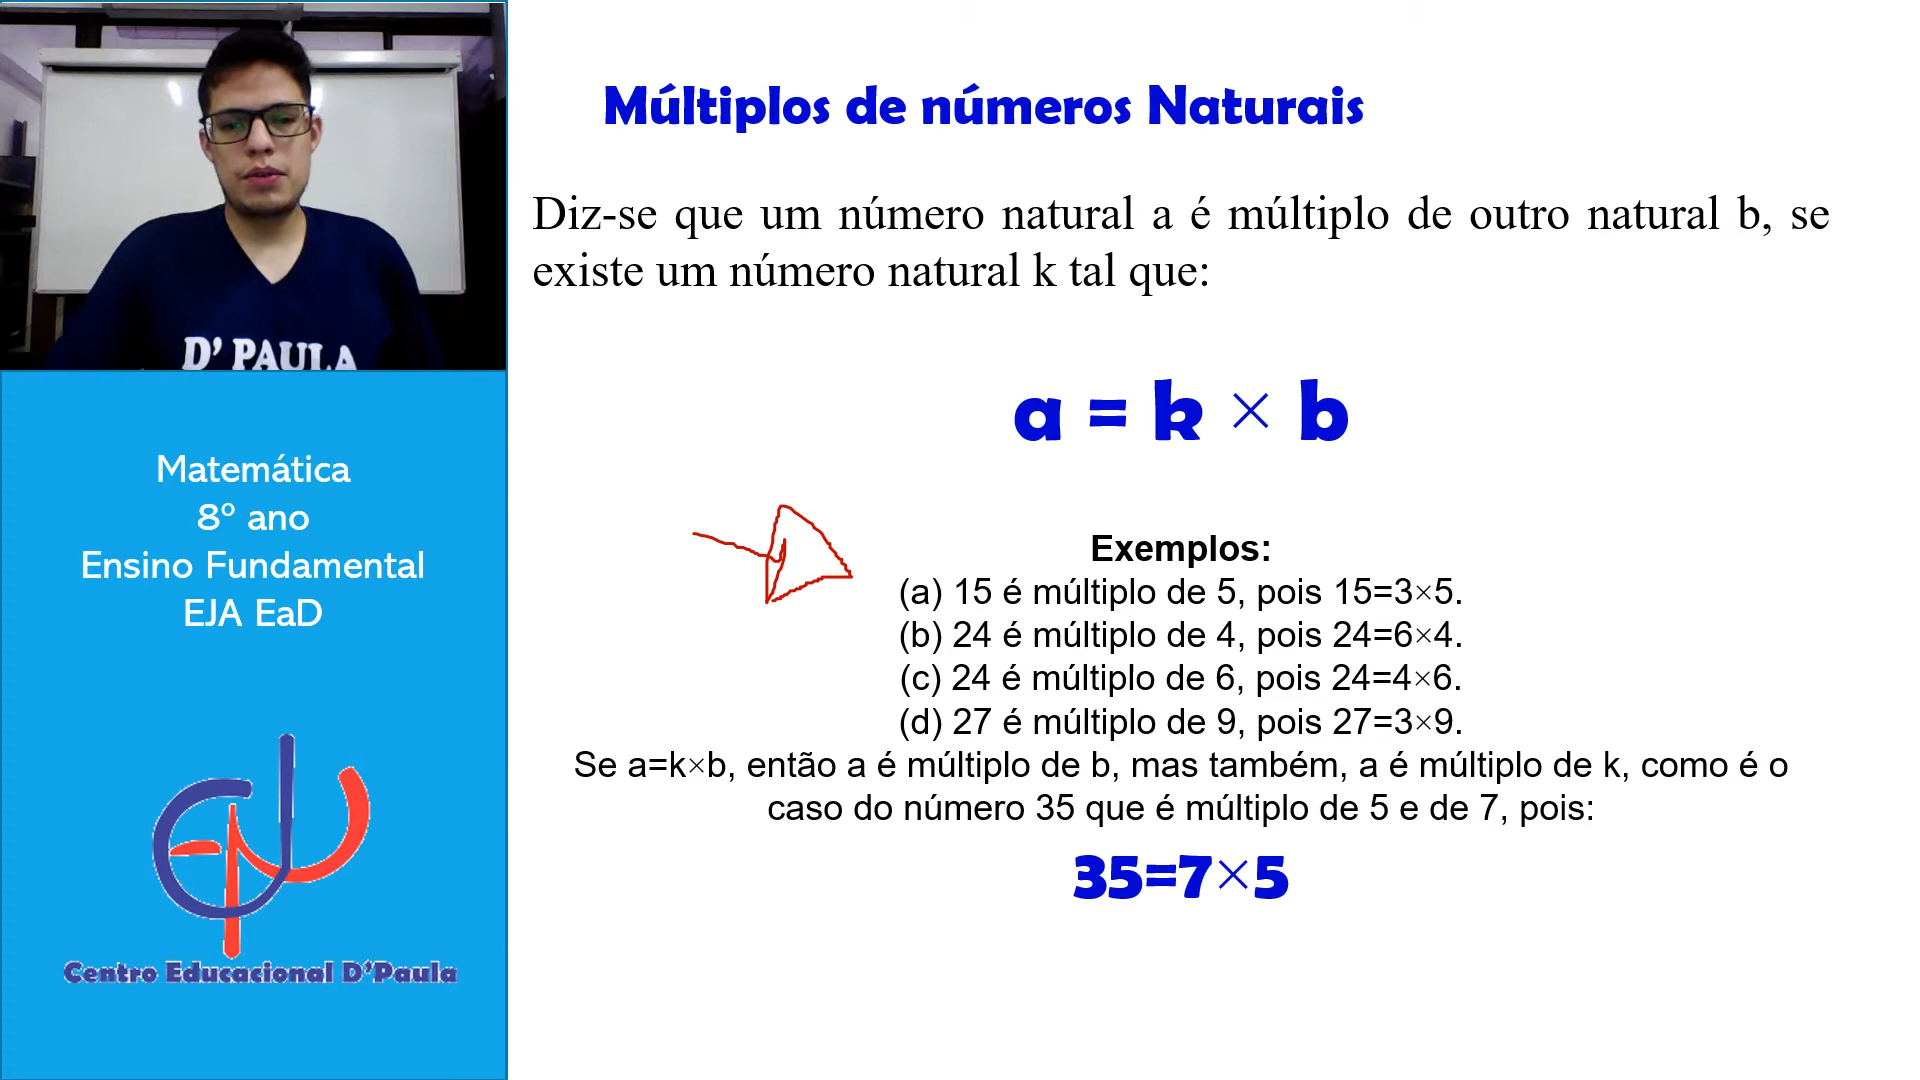 Múltiplos de números Naturais
Diz-se que um número natural a é múltiplo de outro natural b, se
existe um número natural k tal que:
a = k × b
Exemplos:
(a) 15 é múltiplo de 5, pois 15=3×5.
(b) 24 é múltiplo de 4, pois 24=6×4.
(c) 24 é múltiplo de 6, pois 24=4×6.
(d) 27 é múltiplo de 9, pois 27=3×9.
Se a=k×b, então a é múltiplo de b, mas também, a é múltiplo de k, como é o
caso do número 35 que é múltiplo de 5 e de 7, pois:
35=7×5
D' PAULA
Matemática
8º ano
Ensino Fundamental
EJA EaD
Centro Educacional D'Paula